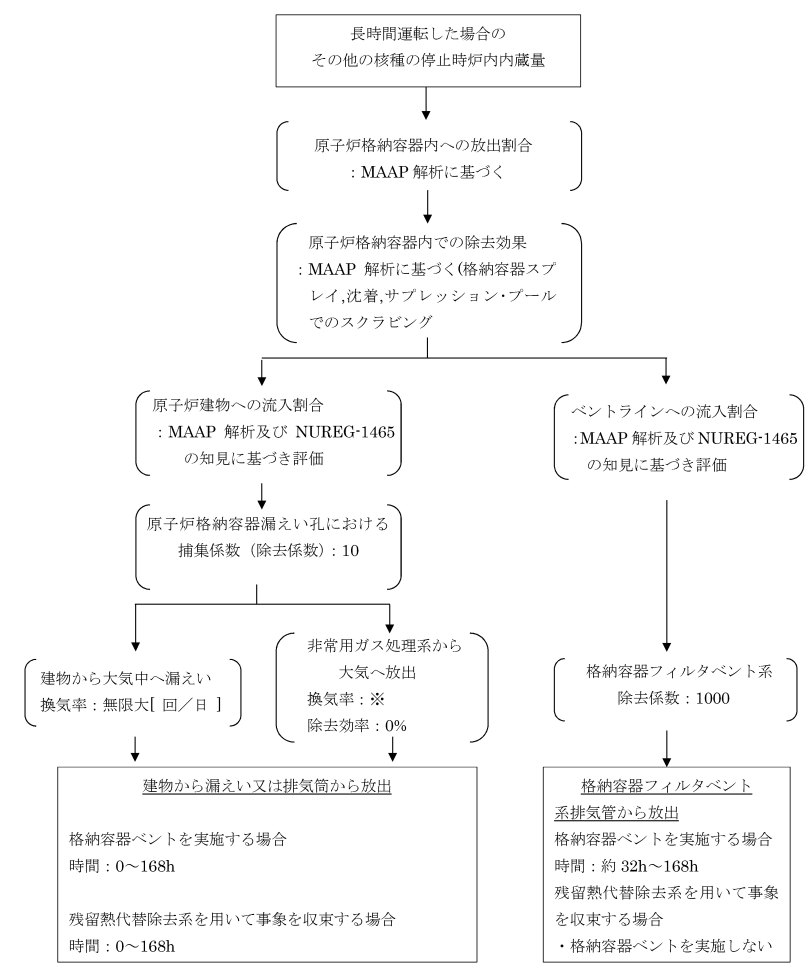 長時間運転した場合の
その他の核種の停止時炉内内蔵量
原子炉格納容器内への放出割合
：MAAP 解析に基づく
原子炉格納容器内での除去効果
：MAAP 解析に基づく(格納容器スプ
レイ,沈着,サプレッション・プール
でのスクラビング
原子炉建物への流入割合
：MAAP 解析及び NUREG-1465
の知見に基づき評価
ベントラインへの流入割合
：MAAP 解析及び NUREG-1465
の知見に基づき評価
原子炉格納容器漏えい孔における
捕集係数（除去係数）：10
建物から大気中へ漏えい
換気率：無限大[ 回／日 ]
非常用ガス処理系から
大気へ放出
換気率：※
除去効率：0%
格納容器フィルタベント系
除去係数：1000
建物から漏えい又は排気筒から放出
格納容器ベントを実施する場合
時間：0～168h
残留熱代替除去系を用いて事象を収束する場合
時間：0～168h
格納容器フィルタベント
系排気管から放出
格納容器ベントを実施する場合
時間：約 32h～168h
残留熱代替除去系を用いて事象
を収束する場合
・格納容器ベントを実施しない